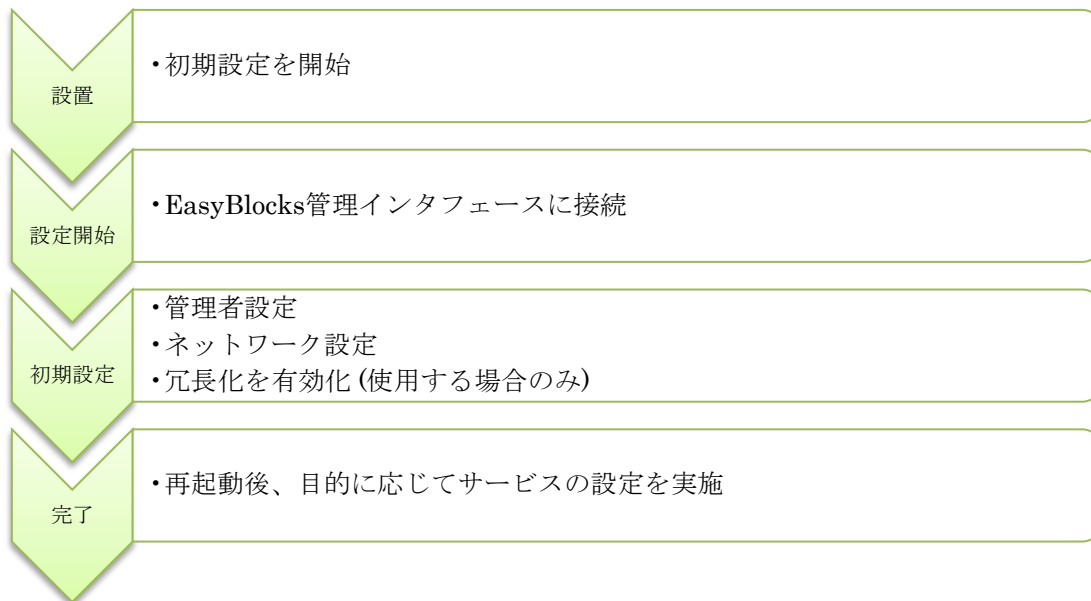 設置
・初期設定を開始
設定開始
・EasyBlocks管理インタフェースに接続
初期設定
・管理者設定
・ネットワーク設定
・冗長化を有効化 (使用する場合のみ)
完了
・再起動後、目的に応じてサービスの設定を実施